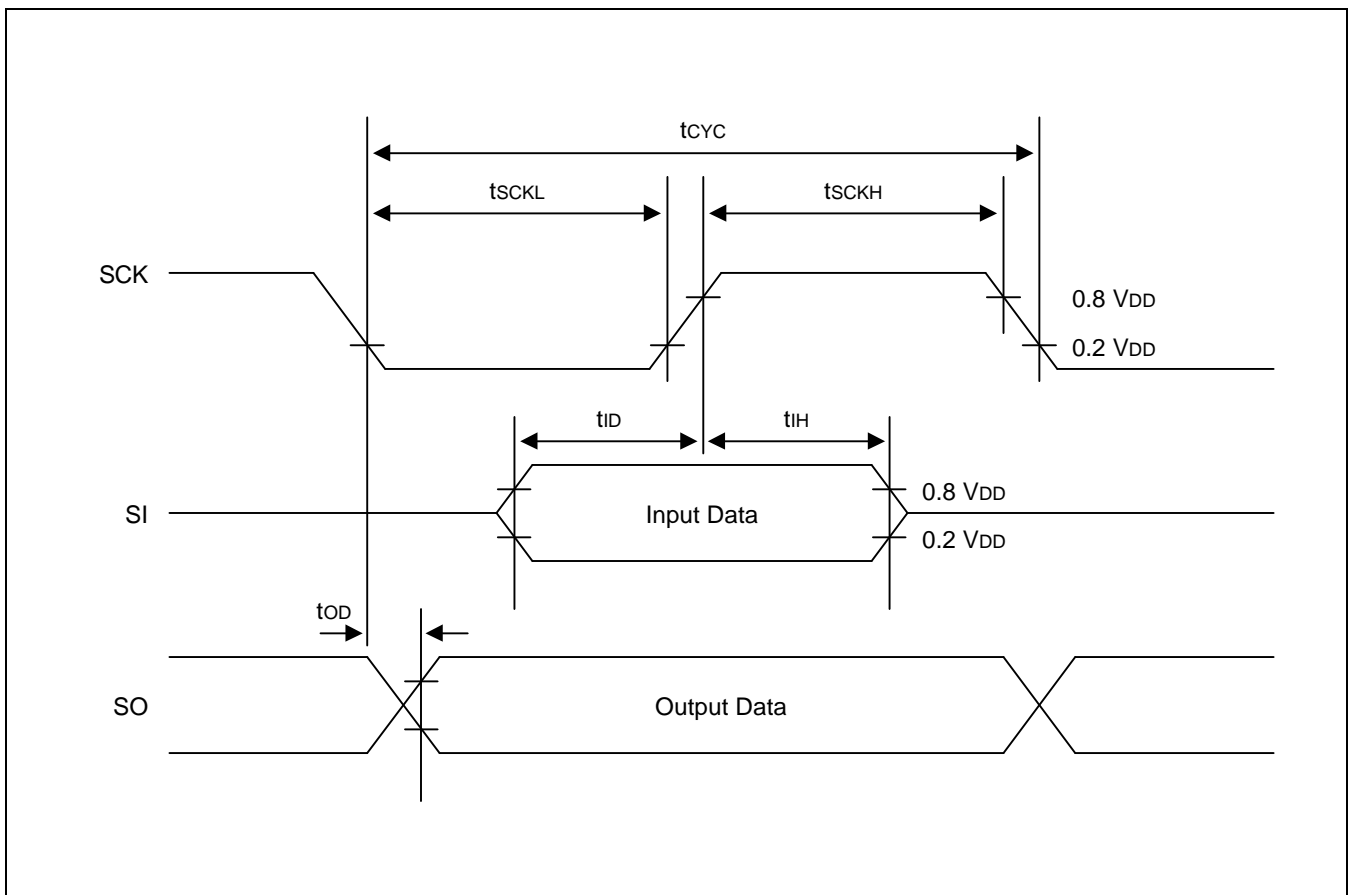 tCYC
tSCKL
tSCKH
SCK
0.8 VDD
0.2 VDD
tID
tIH
SI
Input Data
0.8 VDD
0.2 VDD
tOD
SO
Output Data